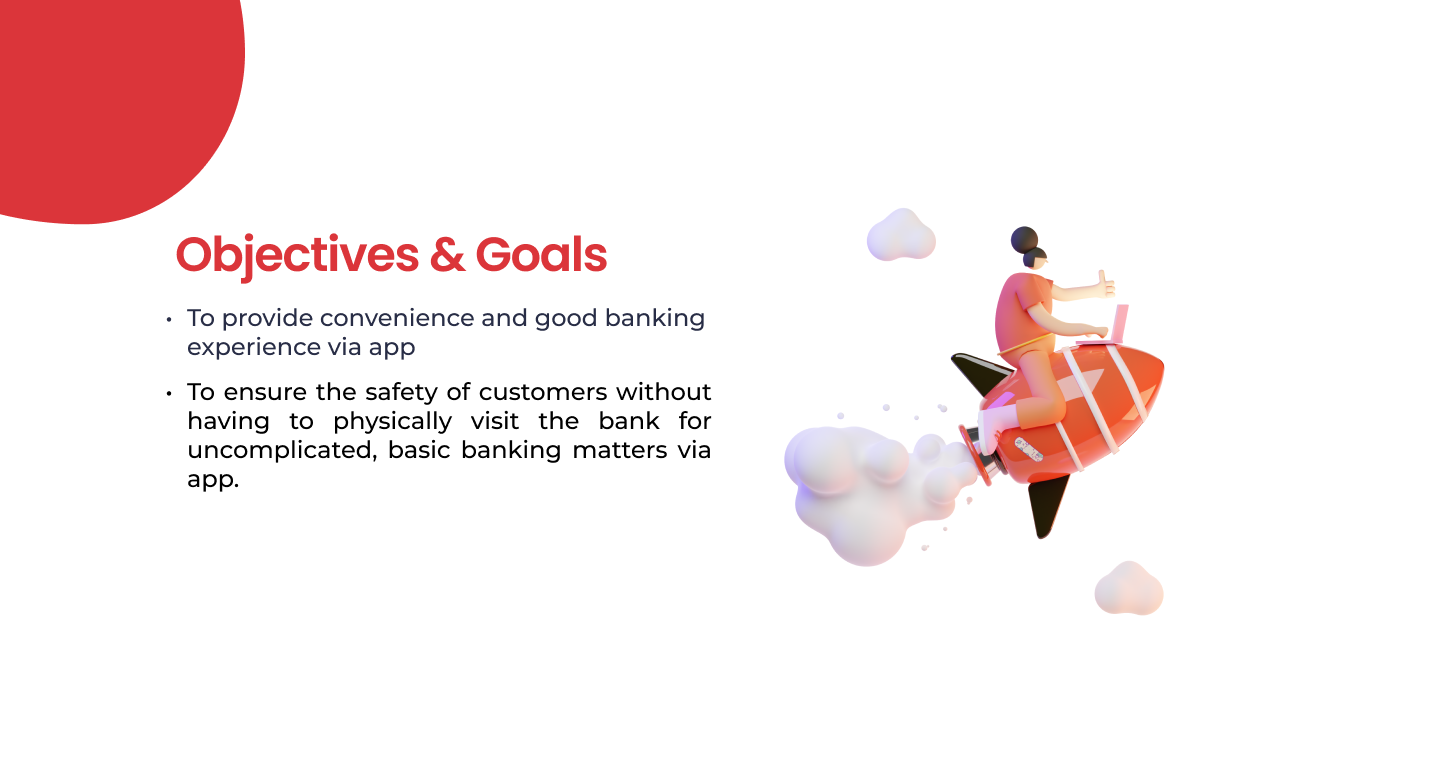 Objectives & Goals
• To provide convenience and good banking
experience via app
• To ensure the safety of customers without
having to physically visit the bank for
uncomplicated, basic banking matters via
app.